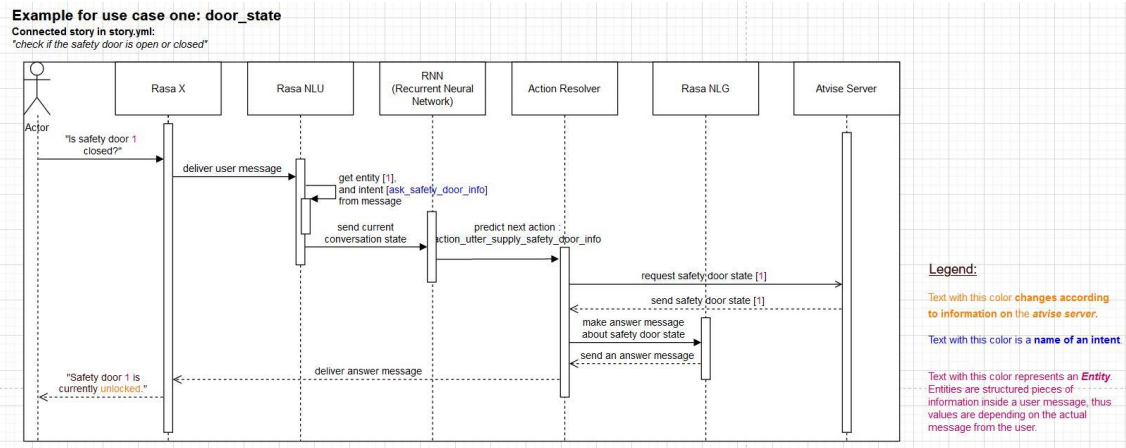 Example for use case one: door_state
Connected story in story.yml:
"check if the safety door is open or closed"
Actor
Rasa X
Rasa NLU
RNN
(Recurrent Neural
Network)
Action Resolver
Rasa NLG
Atvise Server
"Is safety door 1
closed?"
deliver user message
get entity [1],
and intent [ask_safety_door_info]
from message
send current
conversation state
predict next action :
action_utter_supply_safety_door_info
request safety door state [1]
send safety door state [1]
make answer message
about safety door state
send an answer message
deliver answer message
"Safety door 1 is
currently unlocked."
Legend:
Text with this color changes according
to information on the atvise server.
Text with this color is a name of an intent.
Text with this color represents an Entity.
Entities are structured pieces of
information inside a user message, thus
values are depending on the actual
message from the user.